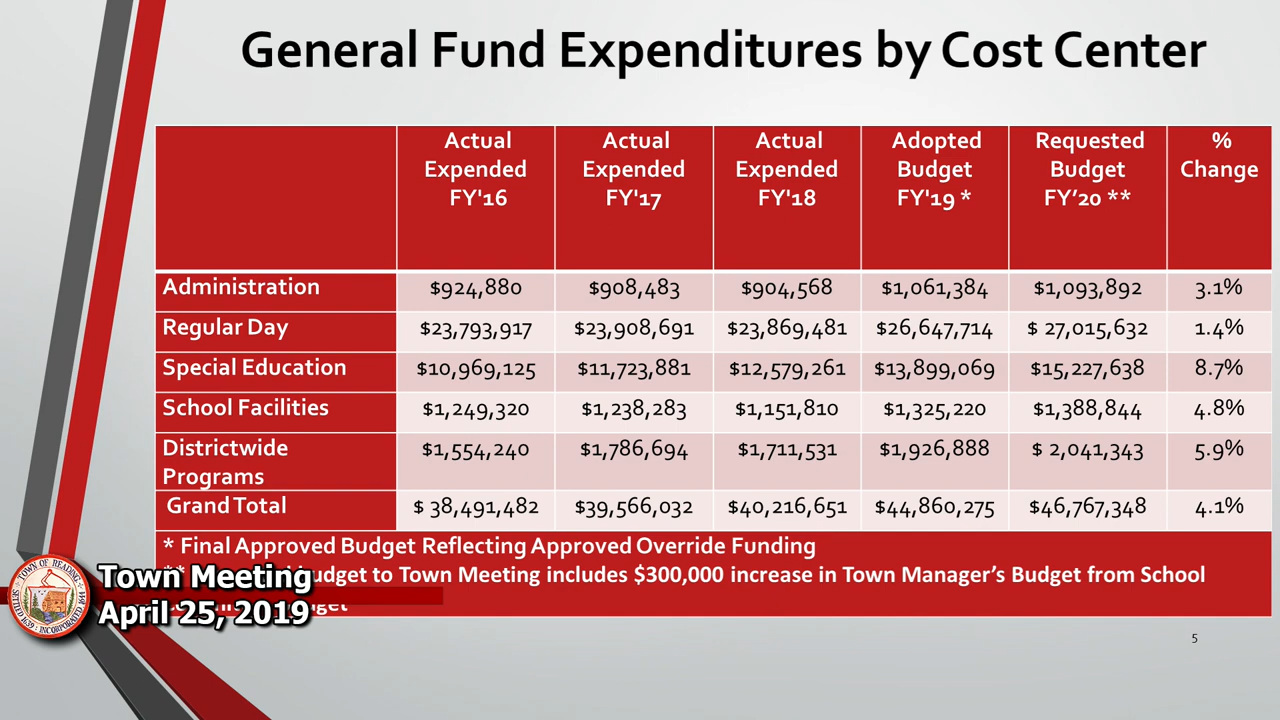 General Fund Expenditures by Cost Center
Actual Expended FY'16 Actual Expended FY'17 Actual Expended FY'18 Adopted Budget FY'19 * Requested Budget FY’20 ** % Change
Administration $924,880 $908,483 $904,568 $1,061,384 $1,093,892 3.1%
Regular Day $23,793,917 $23,908,691 $23,869,481 $26,647,714 $ 27,015,632 1.4%
Special Education $10,969,125 $11,723,881 $12,579,261 $13,899,069 $15,227,638 8.7%
School Facilities $1,249,320 $1,238,283 $1,151,810 $1,325,220 $1,388,844 4.8%
Districtwide Programs $1,554,240 $1,786,694 $1,711,531 $1,926,888 $ 2,041,343 5.9%
Grand Total $ 38,491,482 $39,566,032 $40,216,651 $44,860,275 $46,767,348 4.1%
* Final Approved Budget Reflecting Approved Override Funding
** budget to Town Meeting includes $300,000 increase in Town Manager’s Budget from School
Town Meeting
April 25, 2019
5
TOWN OF READING
SETTLED 1639 INCORPORATED 1644